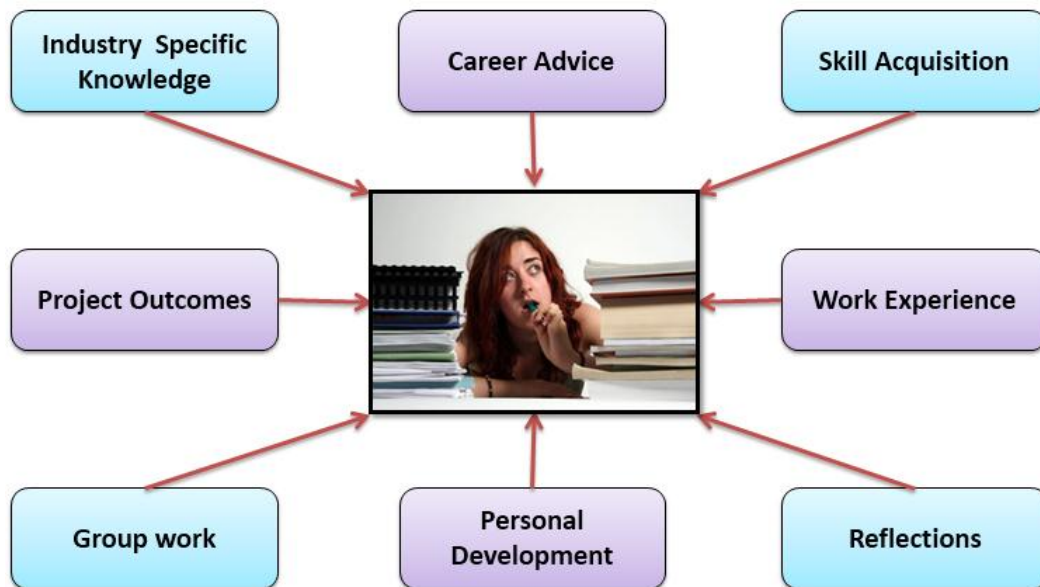 Industry Specific
Knowledge
Career Advice
Skill Acquisition
Project Outcomes
Work Experience
Group work
Personal
Development
Reflections